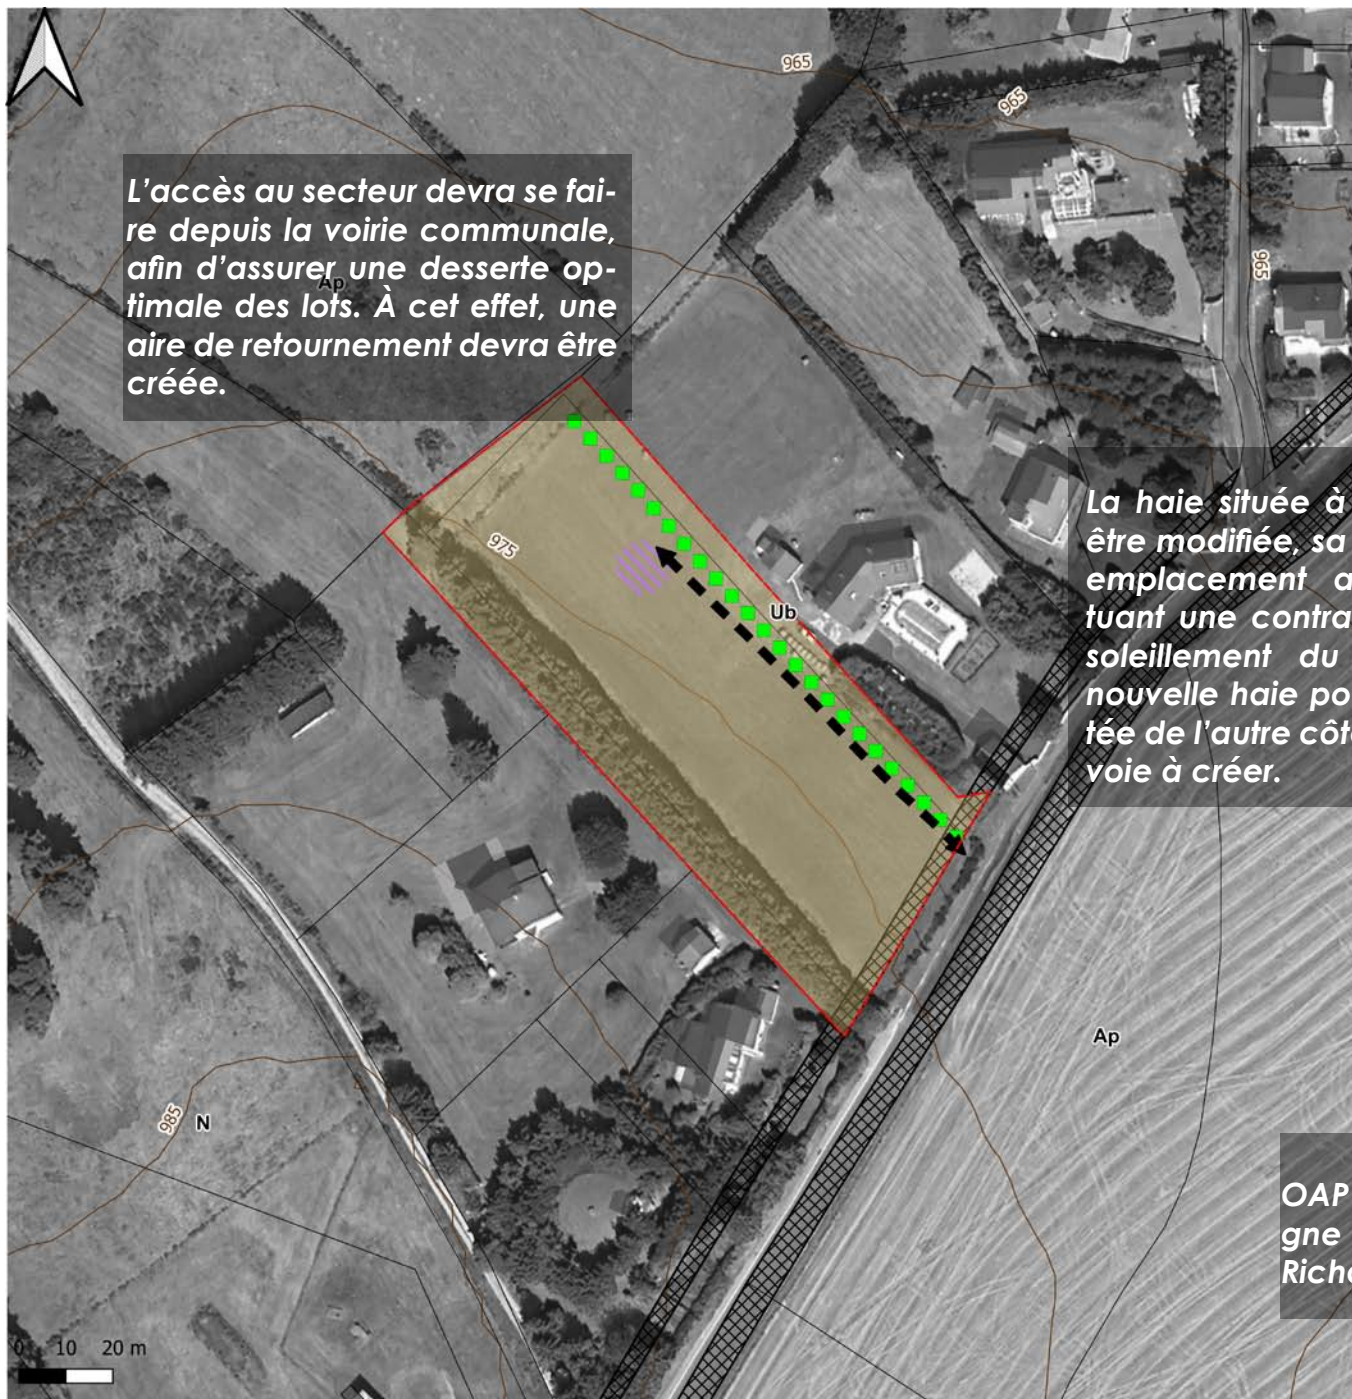 965
965
965
L'accès au secteur devra se fai-
re depuis la voirie communale,
afin d'assurer une desserte op-
timale des lots. À cet effet, une
aire de retournement devra être
créée.
Ap
975
La haie située à
être modifiée, sa
emplacement
tuant une
soleillement du
nouvelle haie
tée de l'autre
voie à créer.
Ub
Ap
985
N
OAP
gne
0 10 20 m